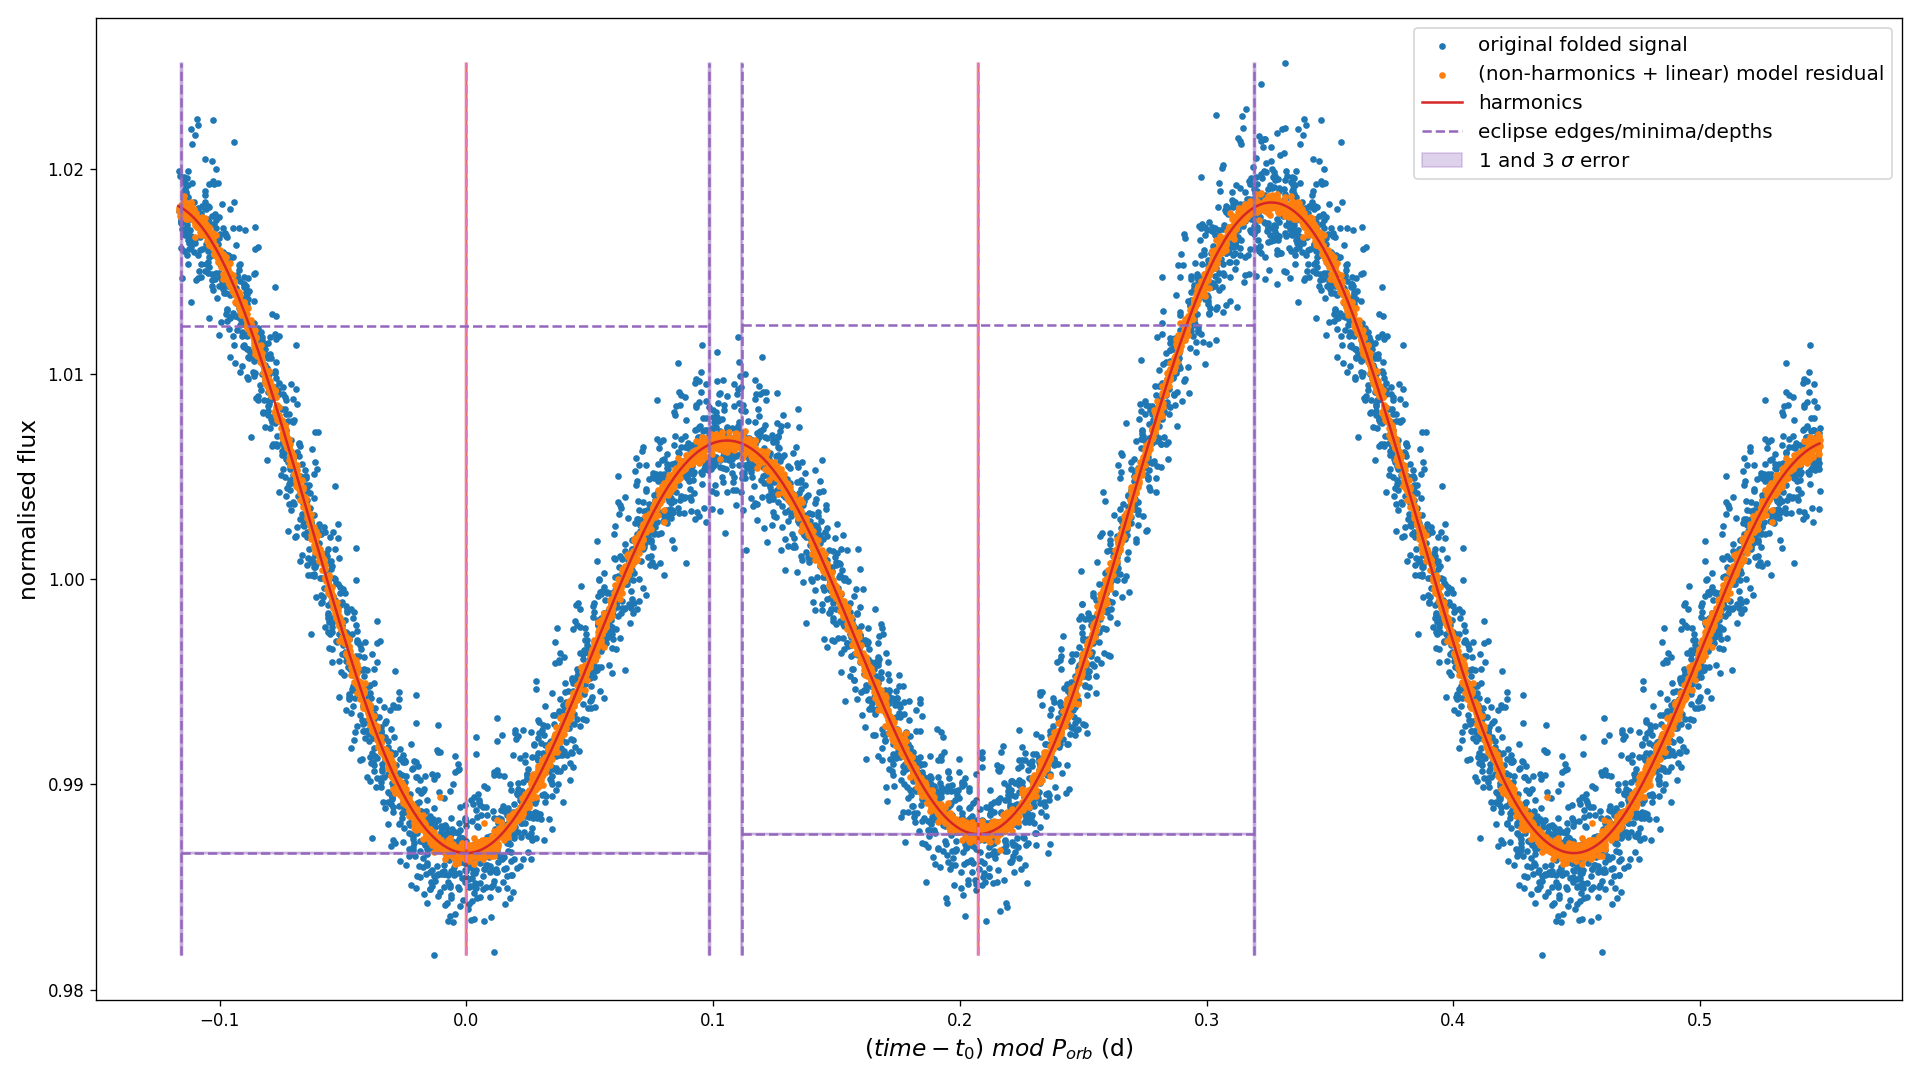 original folded signal
(non-harmonics + linear) model residual
harmonics
eclipse edges/minima/depths
1 and 3 σ error
normalised flux
1.02
1.01
1.00
0.99
0.98
−0.1
0.0
0.1
0.2
0.3
0.4
0.5
(time − t₀) mod Pₒᵣb (d)